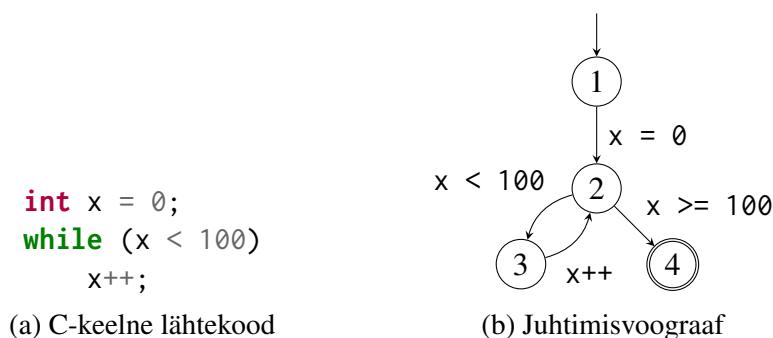 int x = 0;
while (x < 100)
x++;
(a) C-keelne lähtekood
1
x = 0
x < 100
2
x >= 100
3
x++
4
(b) Juhtimisvoograaf